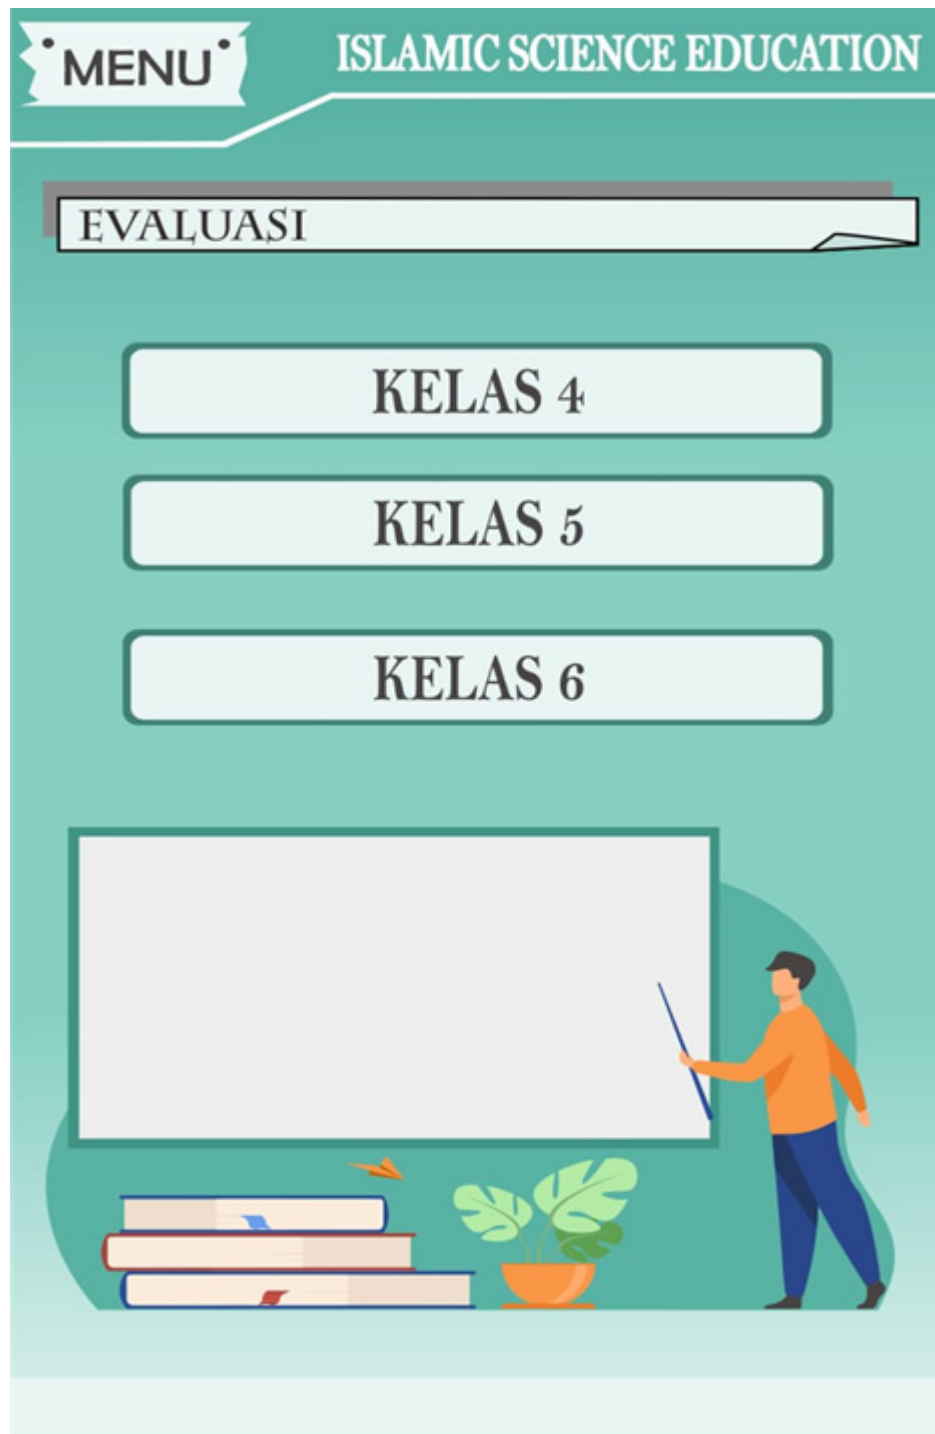 MENU
ISLAMIC SCIENCE EDUCATION
EVALUASI
KELAS 4
KELAS 5
KELAS 6